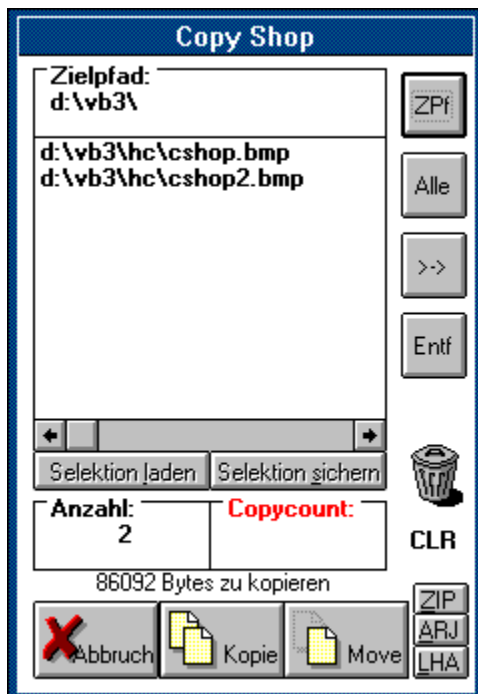 Copy Shop
Zielpfad:
d:\vb3\
ZPf
d:\vb3\hc\cshop.bmp
d:\vb3\hc\cshop2.bmp
Alle
>->
Entf
Selektion laden
Selektion sichern
Anzahl:
2
Copycount:
CLR
86092 Bytes zu kopieren
Abbruch
Kopie
Move
ZIP
ARJ
LHA